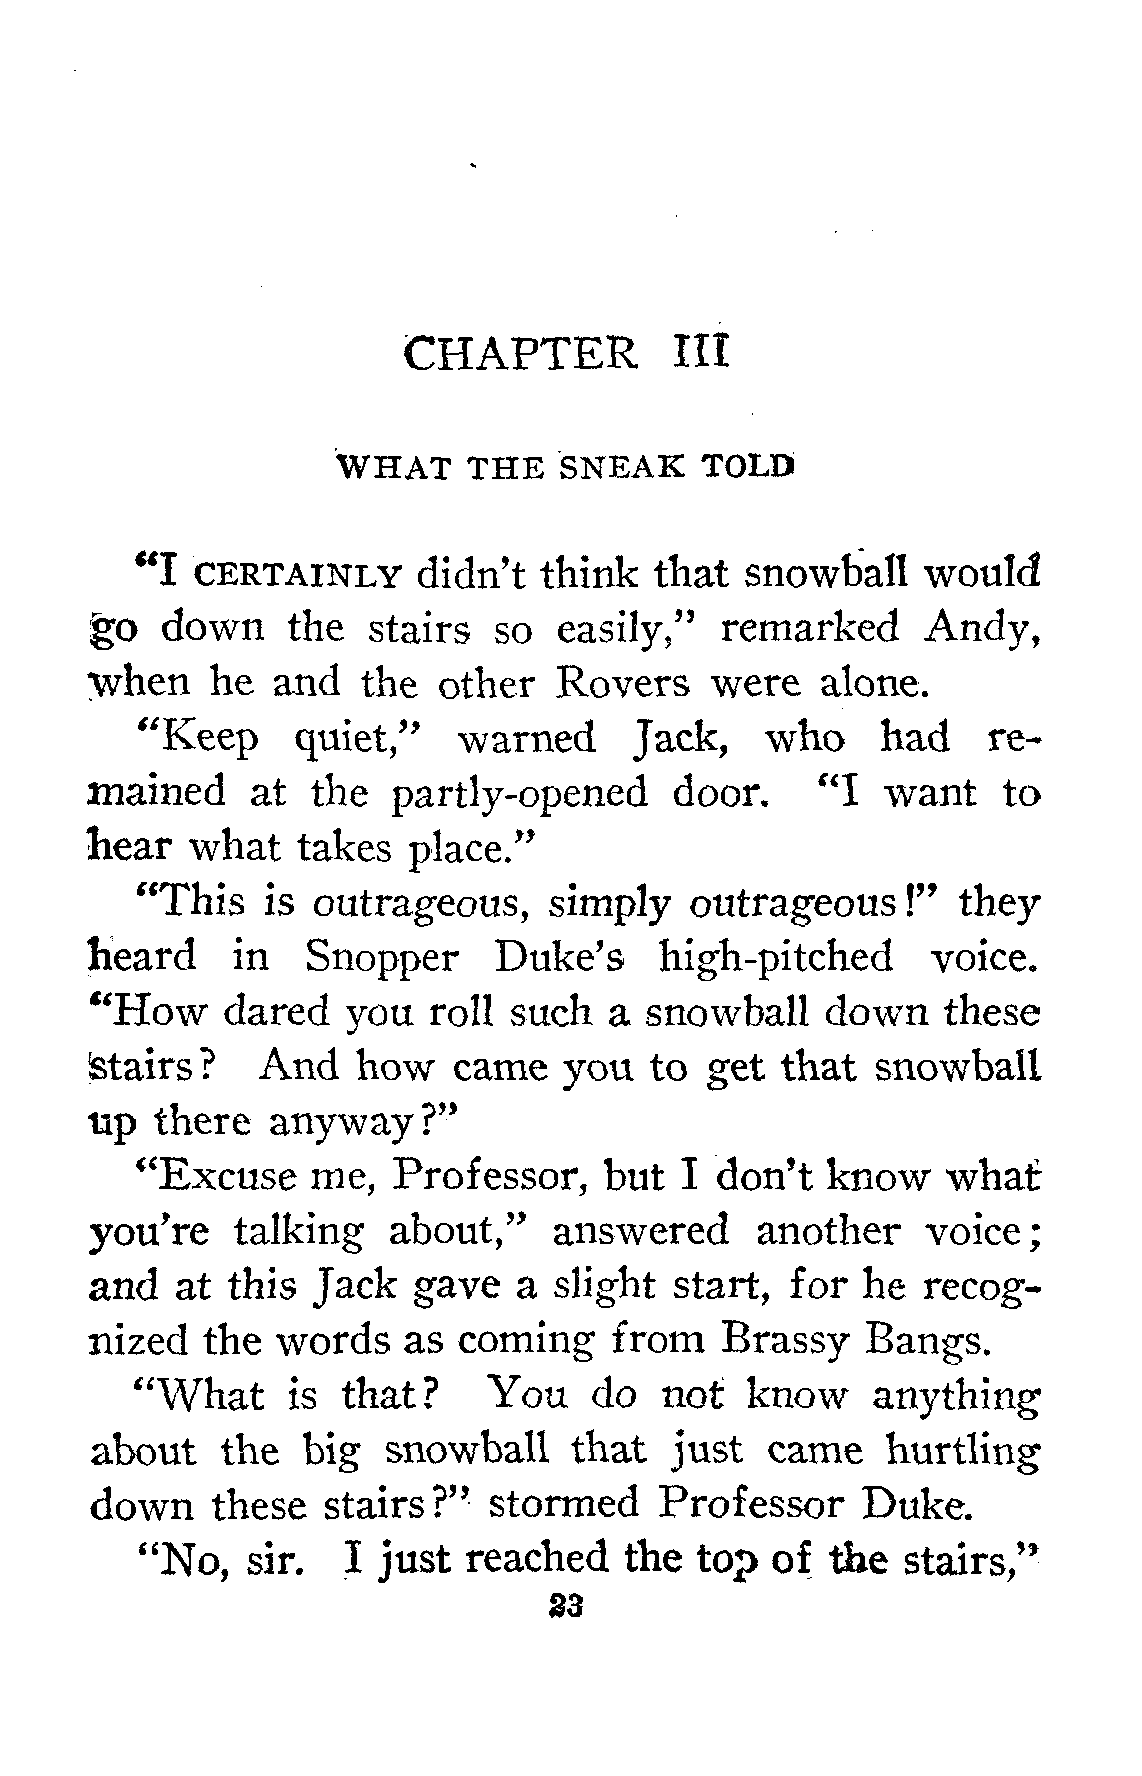 CHAPTER III
WHAT THE SNEAK TOLD
“I CERTAINLY didn’t think that snowball would
go down the stairs so easily,” remarked Andy,
when he and the other Rovers were alone.
“Keep quiet,” warned Jack, who had re-
mained at the partly-opened door. “I want to
hear what takes place.”
“This is outrageous, simply outrageous!” they
heard in Snopper Duke’s high-pitched voice.
“How dared you roll such a snowball down these
stairs? And how came you to get that snowball
up there anyway?”
“Excuse me, Professor, but I don’t know what
you’re talking about,” answered another voice;
and at this Jack gave a slight start, for he recog-
nized the words as coming from Brassy Bangs.
“What is that? You do not know anything
about the big snowball that just came hurtling
down these stairs?” stormed Professor Duke.
“No, sir. I just reached the top of the stairs,”
23